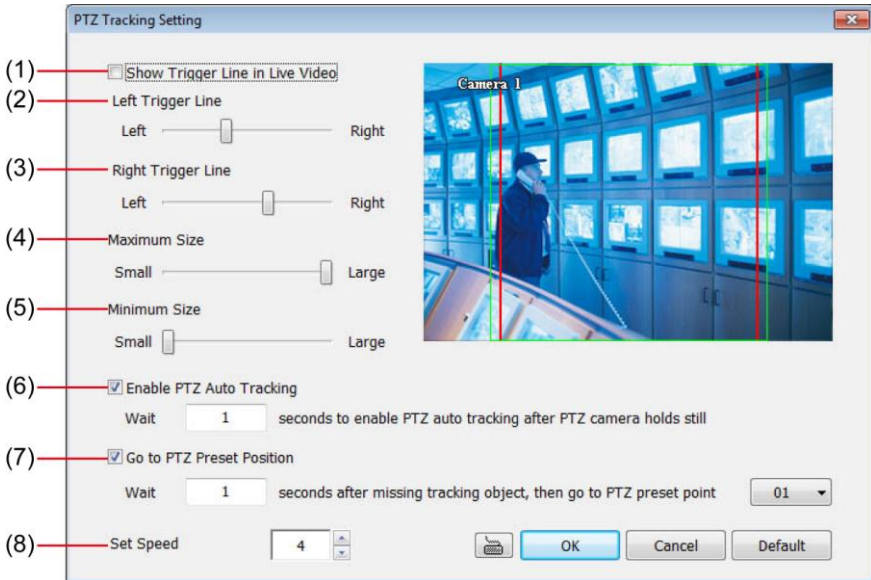 PTZ Tracking Setting
(1) Show Trigger Line in Live Video
(2) Left Trigger Line
Left Right
(3) Right Trigger Line
Left Right
(4) Maximum Size
Small Large
(5) Minimum Size
Small Large
Camera 1
(6) Enable PTZ Auto Tracking
Wait 1 seconds to enable PTZ auto tracking after PTZ camera holds still
(7) Go to PTZ Preset Position
Wait 1 seconds after missing tracking object, then go to PTZ preset point 01
(8) Set Speed 4 OK Cancel Default